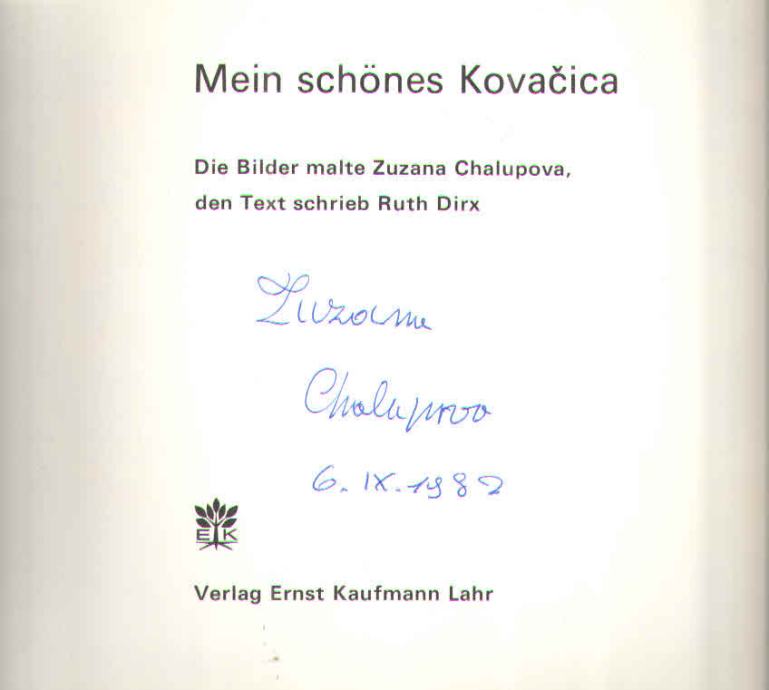 Mein schönes Kovačica
Die Bilder malte Zuzana Chalupova,
den Text schrieb Ruth Dirx
Zuzana
Chalupova
6. IX. 1982
E K
Verlag Ernst Kaufmann Lahr